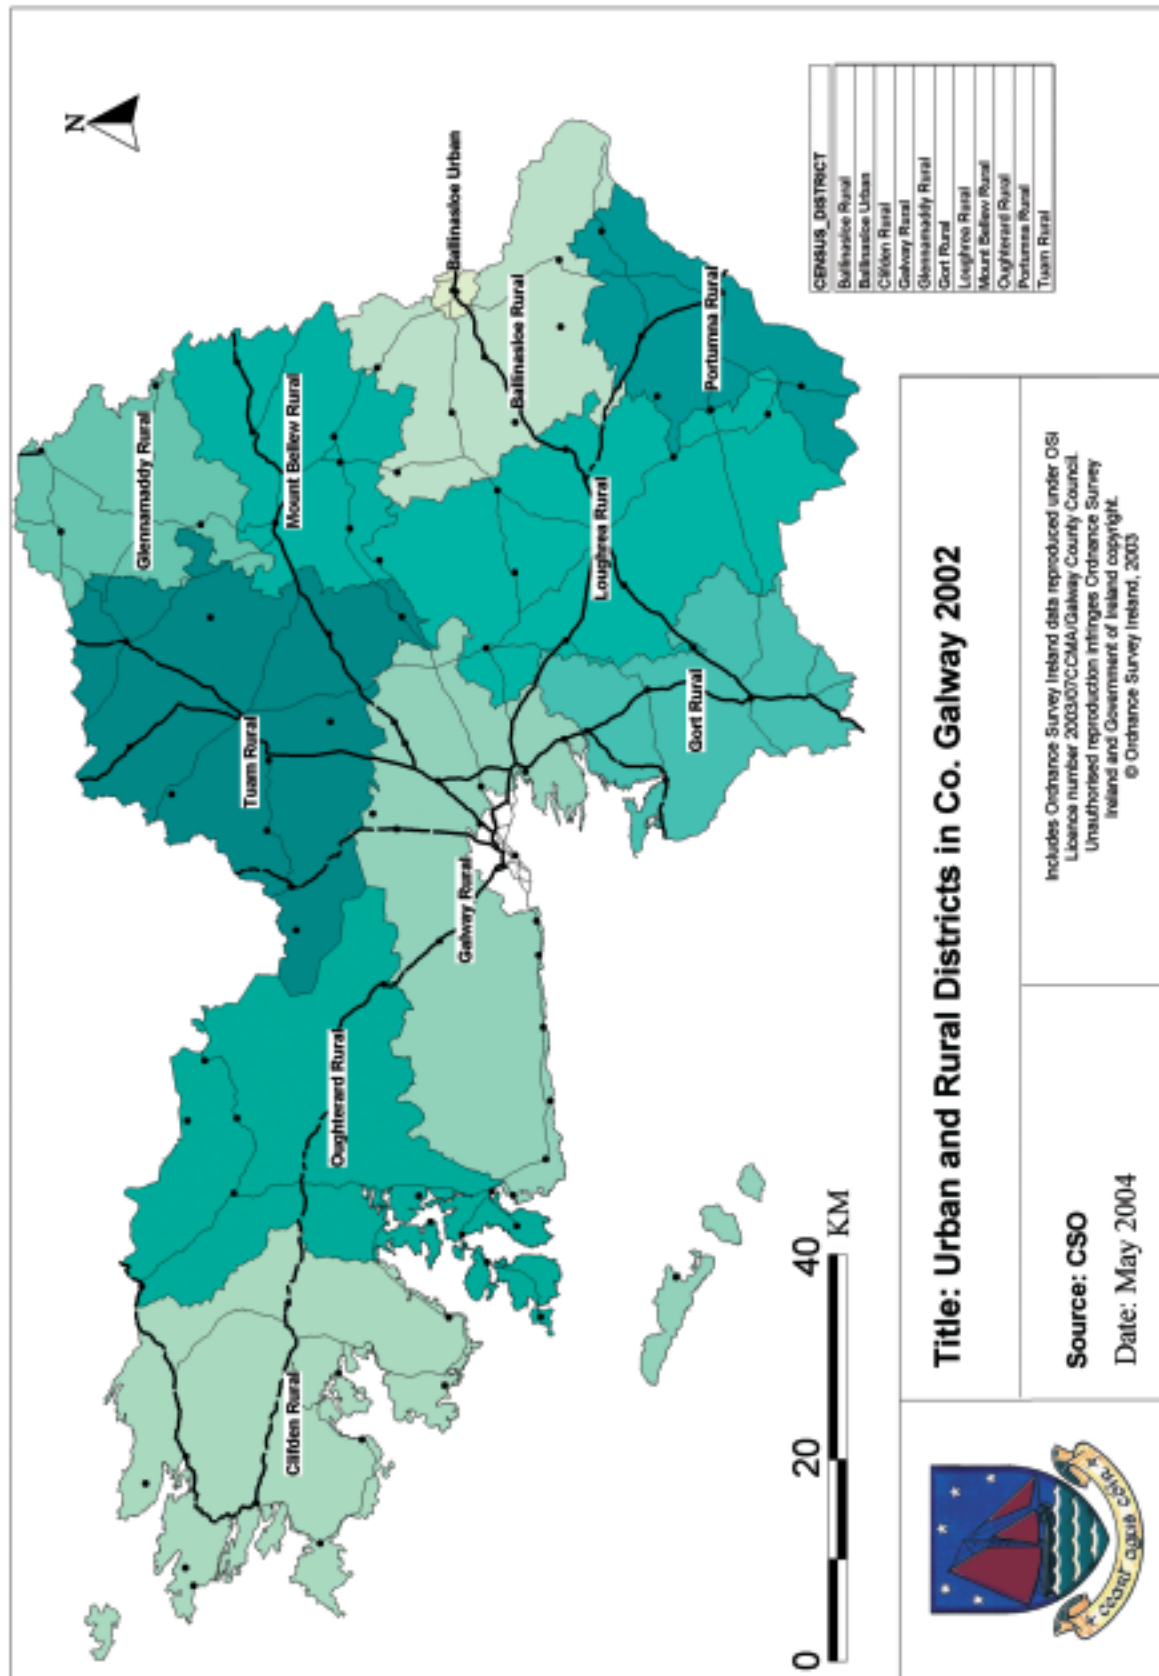 N
Glennamaddy Rural
Tuam Rural
Mount Bellew Rural
Ballinasloe Urban
Oughterard Rural
Clifden Rural
Galway Rural
Ballinasloe Rural
Loughrea Rural
Gort Rural
Portumna Rural
0 20 40
KM
CENSUS_DISTRICT
Ballinasloe Rural
Ballinasloe Urban
Clifden Rural
Galway Rural
Glennamaddy Rural
Gort Rural
Loughrea Rural
Mount Bellew Rural
Oughterard Rural
Portumna Rural
Tuam Rural
Title: Urban and Rural Districts in Co. Galway 2002
Source: CSO
Date: May 2004
Includes Ordnance Survey Ireland data reproduced under OSi
Licence number 2003/07CCMA/Galway County Council.
Unauthorised reproduction infringes Ordnance Survey
Ireland and Government of Ireland copyright.
© Ordnance Survey Ireland, 2003